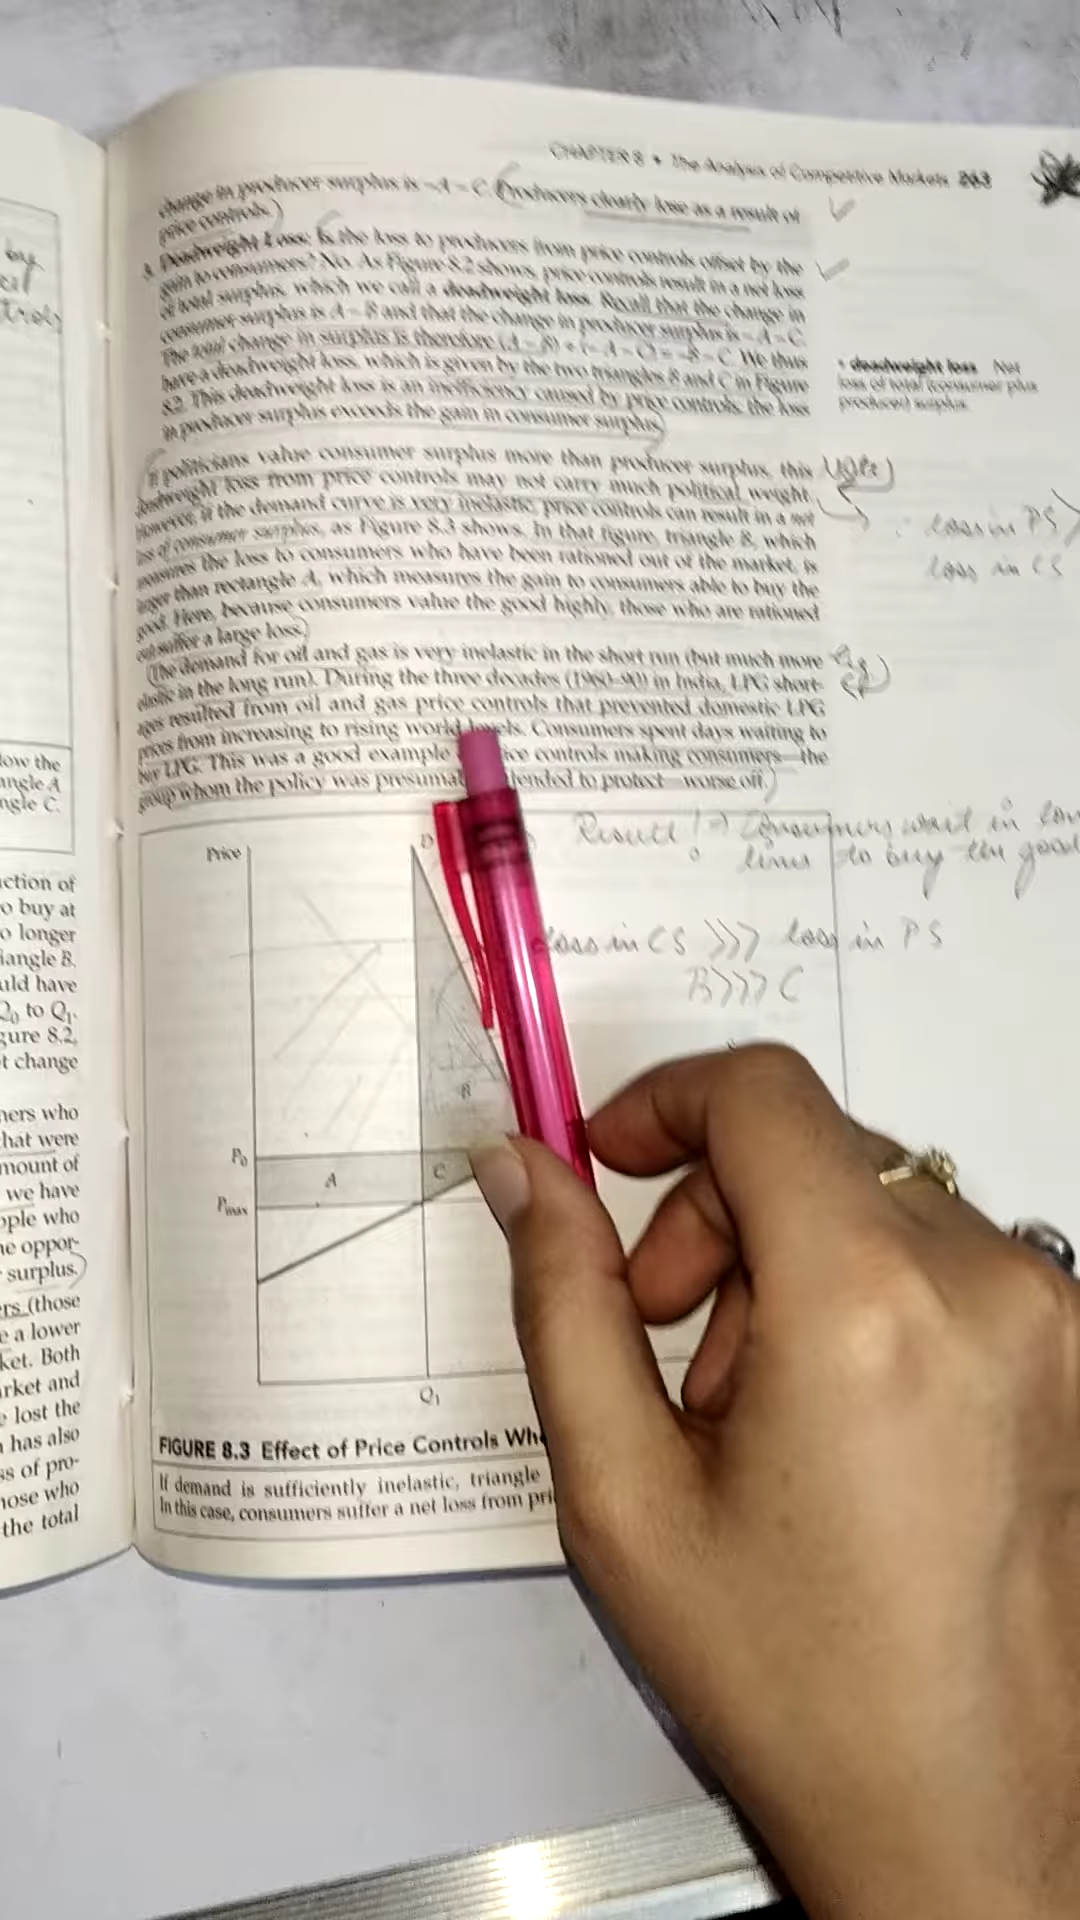 CHAPTER 8 • The Analysis of Competitive Markets 263
change in producer surplus is –A – C. (Producers clearly lose as a result of
price controls.)
3. Deadweight Loss: Is the loss to producers from price controls offset by the
gain to consumers? No. As Figure 8.2 shows, price controls result in a net loss
of total surplus, which we call a deadweight loss. Recall that the change in
consumer surplus is A – B and that the change in producer surplus is –A – C.
The total change in surplus is therefore (A – B) + (–A – C) = –B – C. We thus
have a deadweight loss, which is given by the two triangles B and C in Figure
8.2. This deadweight loss is an inefficiency caused by price controls; the loss
in producer surplus exceeds the gain in consumer surplus.
• deadweight loss Net
loss of total (consumer plus
producer) surplus.
If politicians value consumer surplus more than producer surplus, this
deadweight loss from price controls may not carry much political weight.
However, if the demand curve is very inelastic, price controls can result in a net
loss of consumer surplus, as Figure 8.3 shows. In that figure, triangle B, which
measures the loss to consumers who have been rationed out of the market, is
larger than rectangle A, which measures the gain to consumers able to buy the
good. Here, because consumers value the good highly, those who are rationed
out suffer a large loss.
loss in PS >
loss in CS
The demand for oil and gas is very inelastic in the short run (but much more
elastic in the long run). During the three decades (1960–90) in India, LPG short-
ages resulted from oil and gas price controls that prevented domestic LPG
prices from increasing to rising world levels. Consumers spent days waiting to
buy LPG. This was a good example ice controls making consumers—the
group whom the policy was presumab tended to protect—worse off.
eg
Result! ⇒ Consumers wait in
lines to buy the good
loss in CS >>> loss in PS
B>>> C
Price
D
B
P0
A
C
Pmax
Q1
FIGURE 8.3 Effect of Price Controls Wh
If demand is sufficiently inelastic, triangle
In this case, consumers suffer a net loss from pri
low the
angle A
ngle C.
ction of
o buy at
o longer
iangle B.
uld have
Q0 to Q1.
gure 8.2,
t change
mers who
that were
mount of
we have
ople who
he oppor-
surplus.
ers (those
e a lower
ket. Both
arket and
e lost the
n has also
ss of pro-
hose who
the total